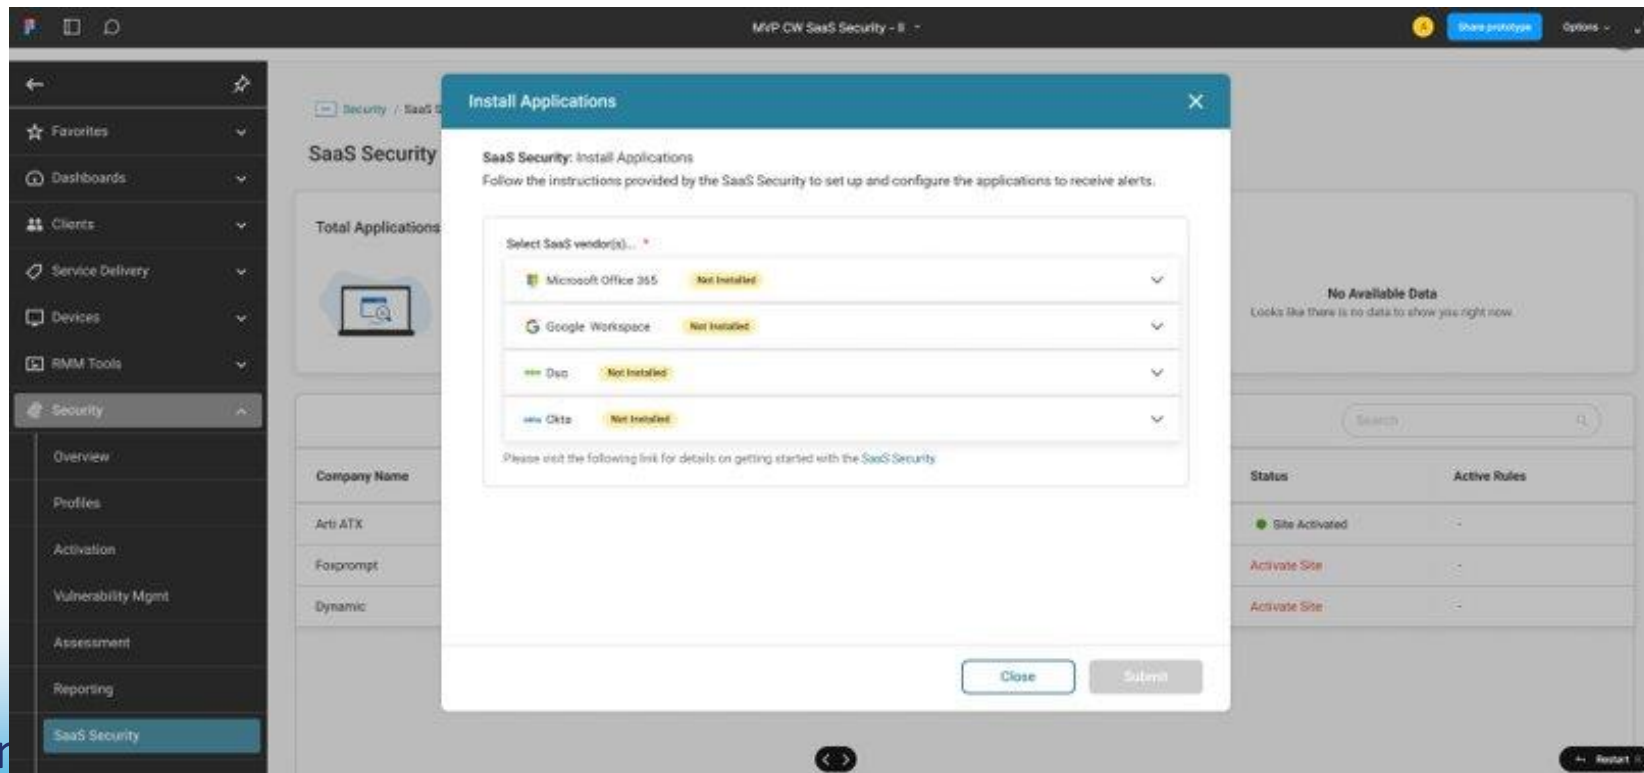 MVP CW SaaS Security - II
A
Share prototype
Options
Favorites
Dashboards
Clients
Service Delivery
Devices
RMM Tools
Security
Overview
Profiles
Activation
Vulnerability Mgmt
Assessment
Reporting
SaaS Security
Security / SaaS S
SaaS Security
Total Applications
Install Applications
SaaS Security: Install Applications
Follow the instructions provided by the SaaS Security to set up and configure the applications to receive alerts.
Select SaaS vendor(s)... *
Microsoft Office 365 Not Installed
Google Workspace Not Installed
Duo Not Installed
Okta Not Installed
Please visit the following link for details on getting started with the SaaS Security
Close
Submit
No Available Data
Looks like there is no data to show you right now.
Search
Company Name Status Active Rules
Arti ATX Site Activated -
Foxprompt Activate Site -
Dynamic Activate Site -
Restart